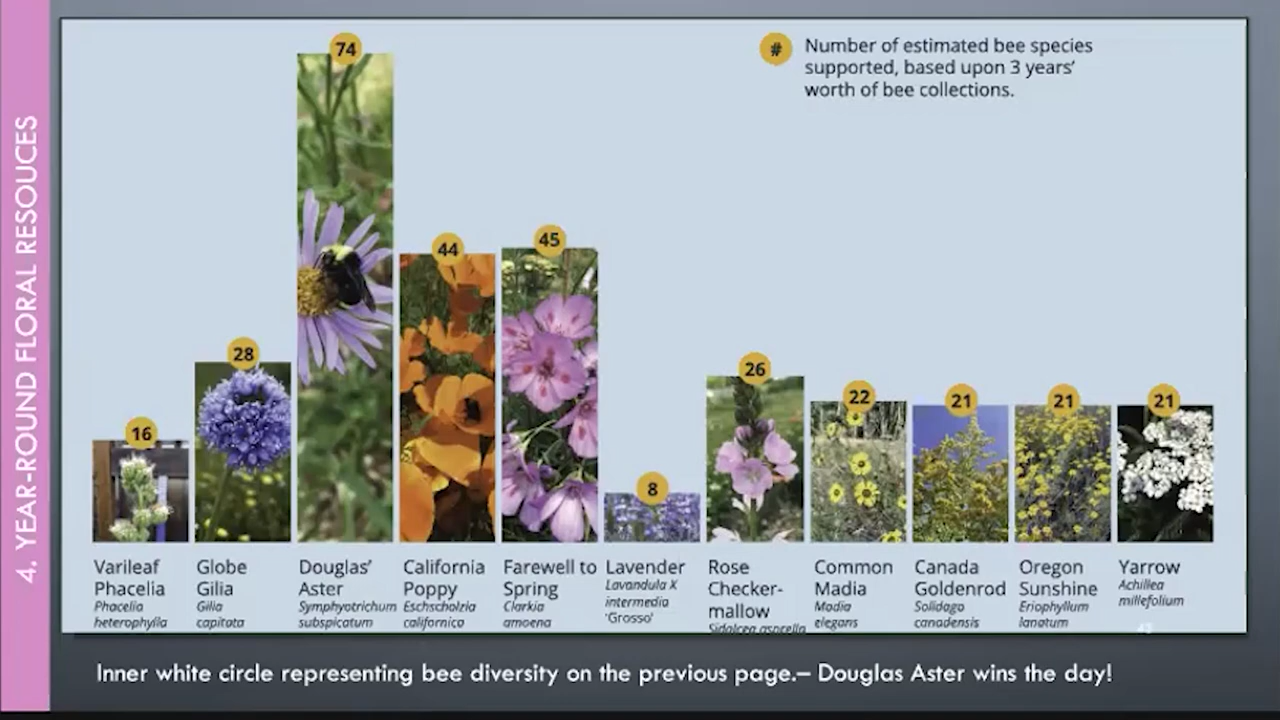 4. YEAR-ROUND FLORAL RESOUCES
# Number of estimated bee species
supported, based upon 3 years'
worth of bee collections.
16
28
74
44
45
8
26
22
21
21
21
Varileaf
Phacelia
Phacelia
heterophylla
Globe
Gilia
Gilia
capitata
Douglas'
Aster
Symphyotrichum
subspicatum
California
Poppy
Eschscholzia
californica
Farewell to
Spring
Clarkia
amoena
Lavender
Lavandula X
intermedia
'Grosso'
Rose
Checker-
mallow
Sidalcea asprella
Common
Madia
Madia
elegans
Canada
Goldenrod
Solidago
canadensis
Oregon
Sunshine
Eriophyllum
lanatum
Yarrow
Achillea
millefolium
Inner white circle representing bee diversity on the previous page.– Douglas Aster wins the day!